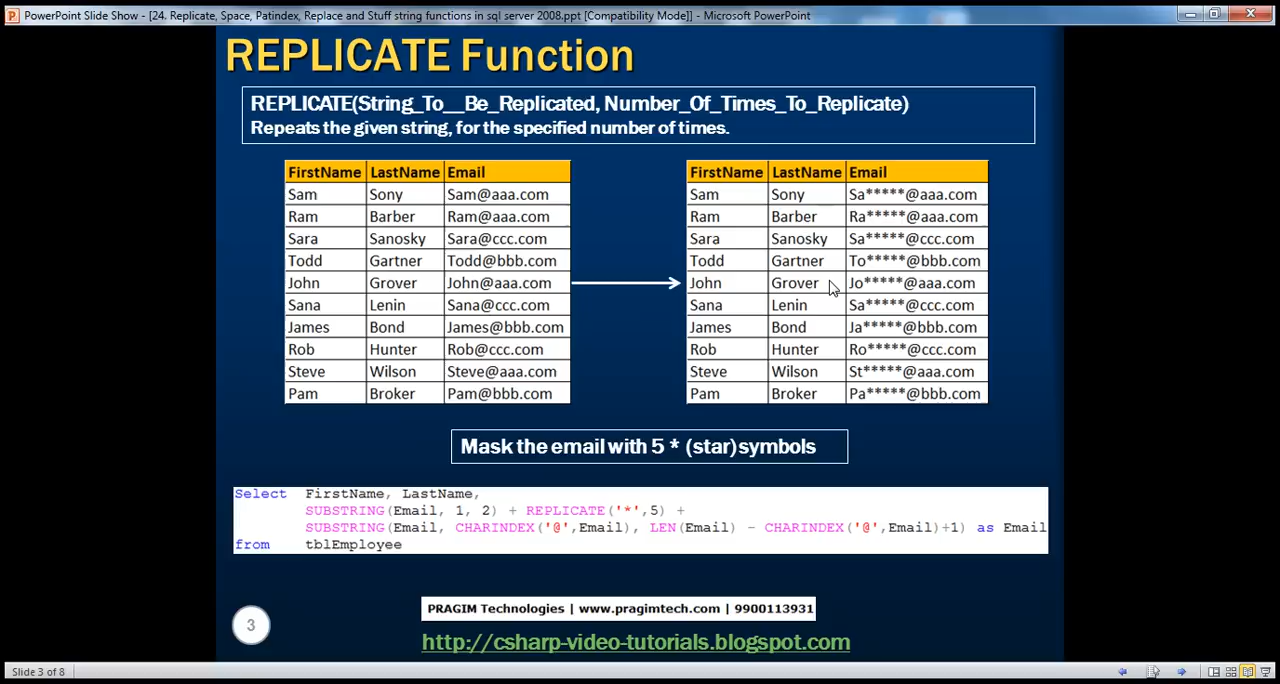 PowerPoint Slide Show - [24. Replicate, Space, Patindex, Replace and Stuff string functions in sql server 2008.ppt [Compatibility Mode]] - Microsoft PowerPoint
REPLICATE Function
REPLICATE(String_To__Be_Replicated, Number_Of_Times_To_Replicate)
Repeats the given string, for the specified number of times.
FirstName LastName Email
Sam Sony Sam@aaa.com
Ram Barber Ram@aaa.com
Sara Sanosky Sara@ccc.com
Todd Gartner Todd@bbb.com
John Grover John@aaa.com
Sana Lenin Sana@ccc.com
James Bond James@bbb.com
Rob Hunter Rob@ccc.com
Steve Wilson Steve@aaa.com
Pam Broker Pam@bbb.com
FirstName LastName Email
Sam Sony Sa*****@aaa.com
Ram Barber Ra*****@aaa.com
Sara Sanosky Sa*****@ccc.com
Todd Gartner To*****@bbb.com
John Grover Jo*****@aaa.com
Sana Lenin Sa*****@ccc.com
James Bond Ja*****@bbb.com
Rob Hunter Ro*****@ccc.com
Steve Wilson St*****@aaa.com
Pam Broker Pa*****@bbb.com
Mask the email with 5 * (star)symbols
Select FirstName, LastName,
SUBSTRING(Email, 1, 2) + REPLICATE('*',5) +
SUBSTRING(Email, CHARINDEX('@',Email), LEN(Email) - CHARINDEX('@',Email)+1) as Email
from tblEmployee
PRAGIM Technologies | www.pragimtech.com | 9900113931
3
http://csharp-video-tutorials.blogspot.com
Slide 3 of 8